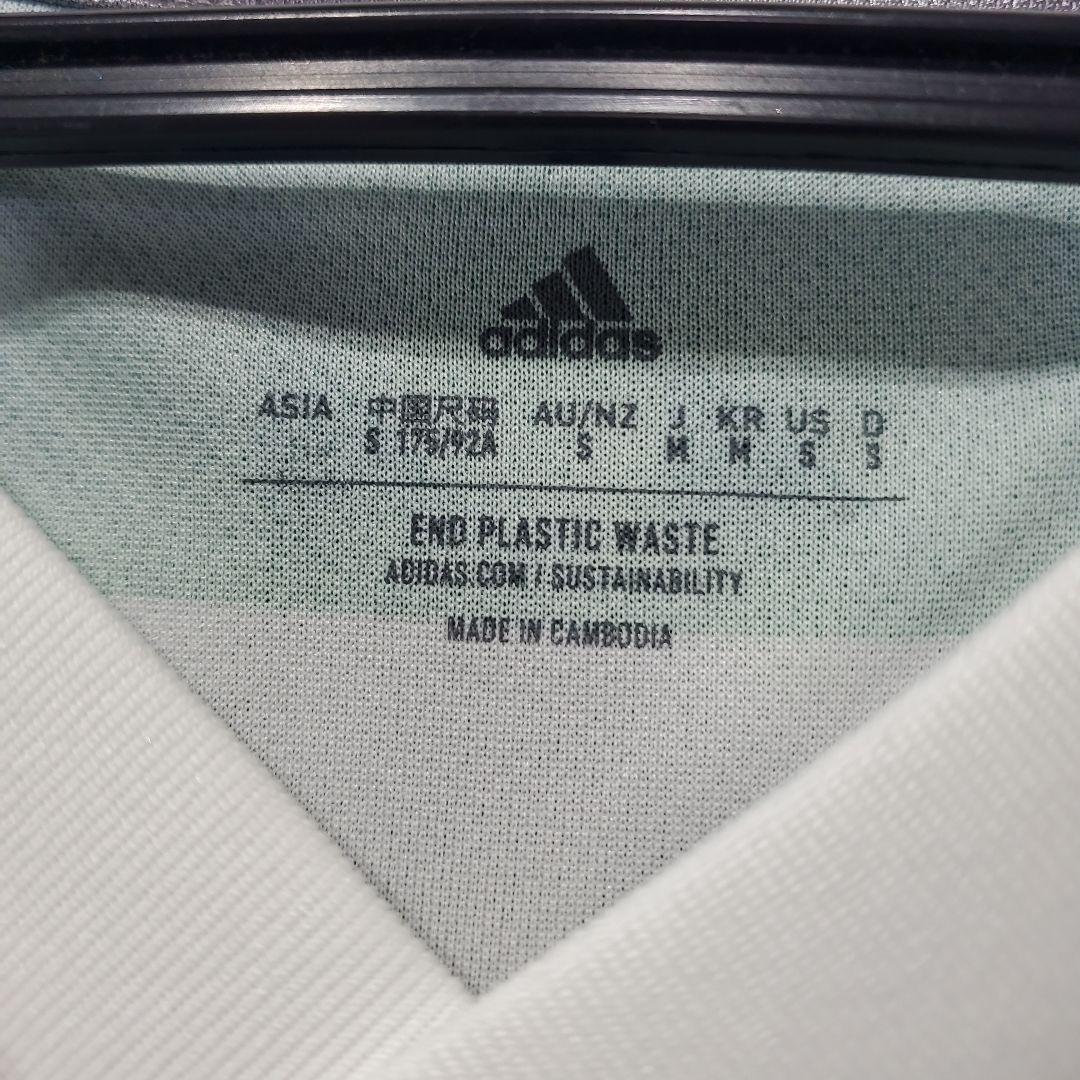 adidas
ASIA 中国尺码 AU/NZ J KR US D
S 175/92A S M M S S
END PLASTIC WASTE
ADIDAS.COM / SUSTAINABILITY
MADE IN CAMBODIA